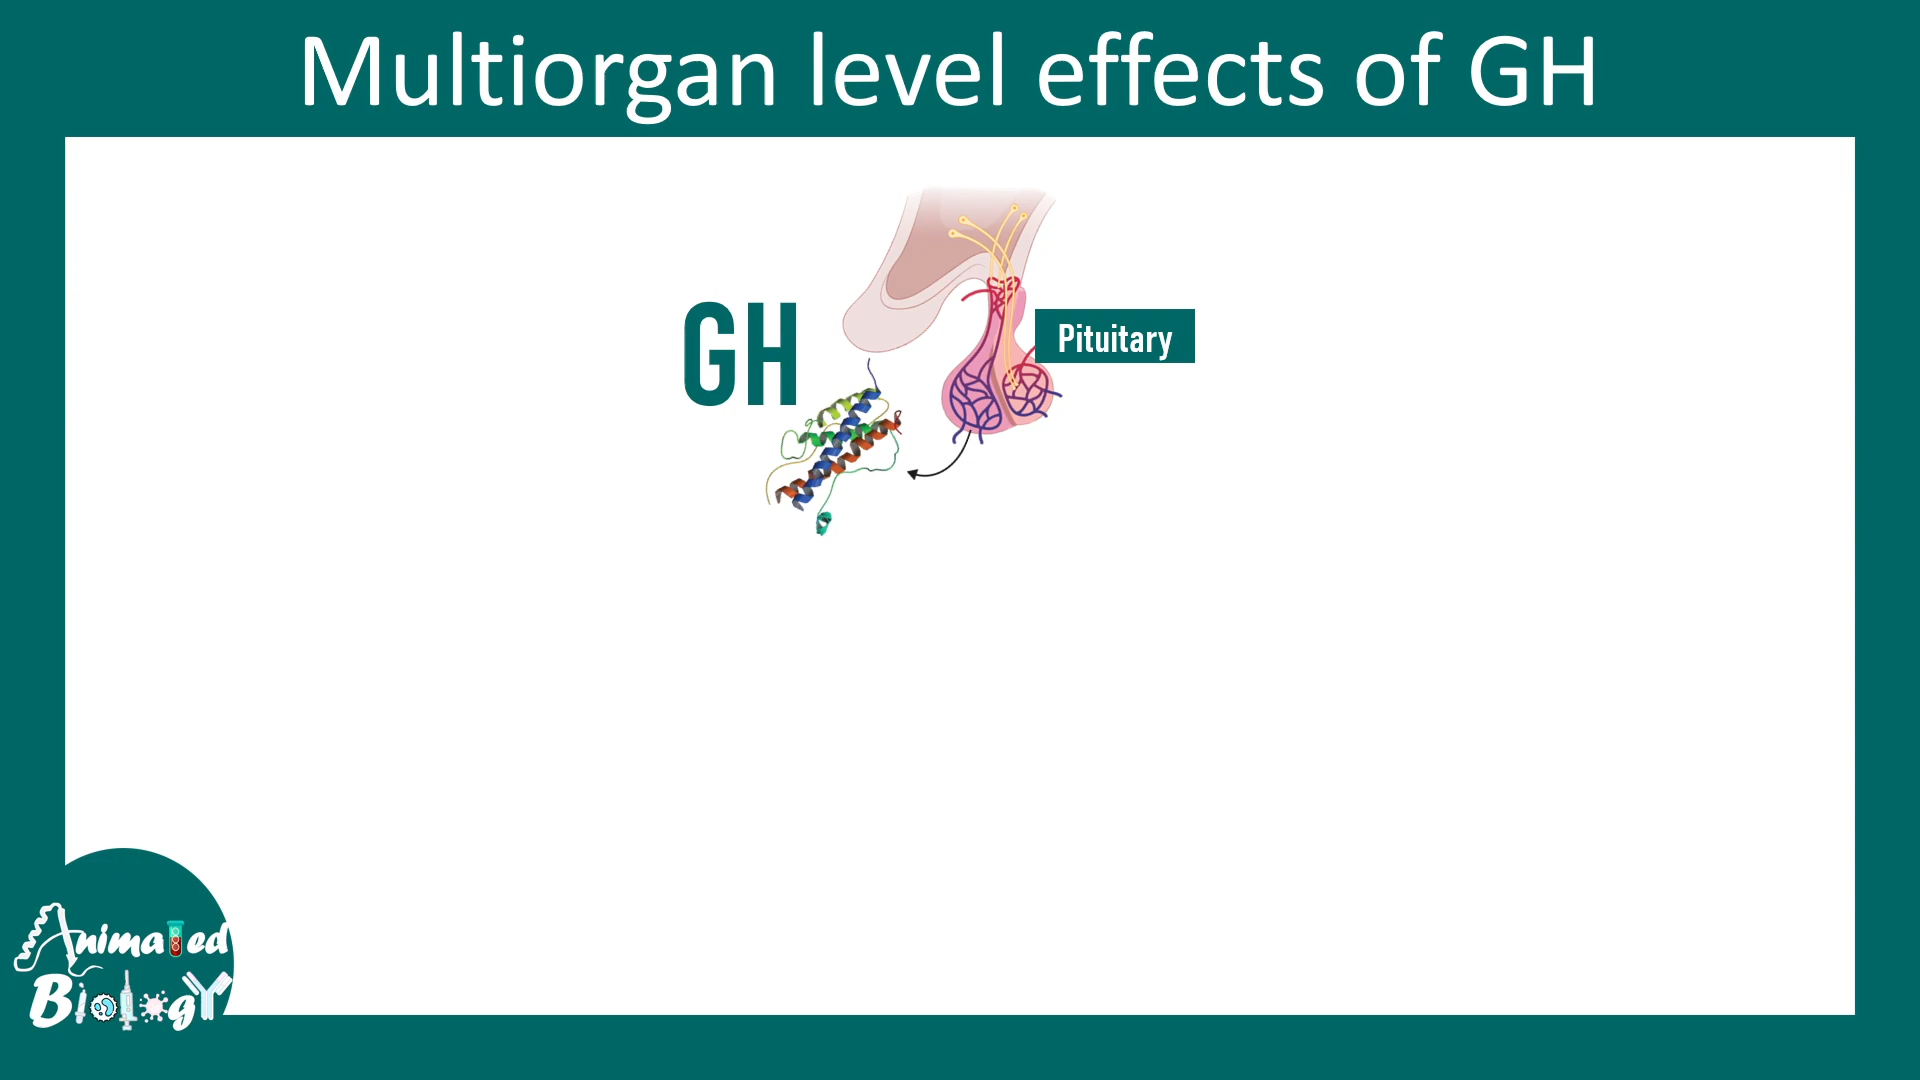 Multiorgan level effects of GH
GH
Pituitary
Animated
Biology